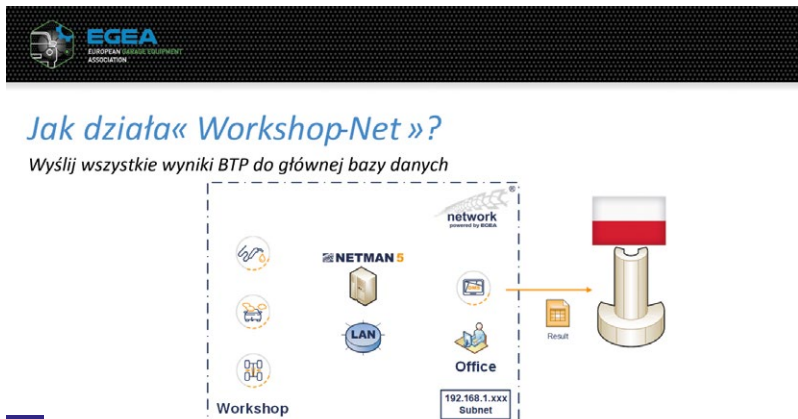 EGEA
EUROPEAN GARAGE EQUIPMENT
ASSOCIATION
Jak działa« Workshop-Net »?
Wyślij wszystkie wyniki BTP do głównej bazy danych
network
powered by EGEA
®
NETMAN 5
LAN
Result
Office
192.168.1.xxx
Subnet
Workshop